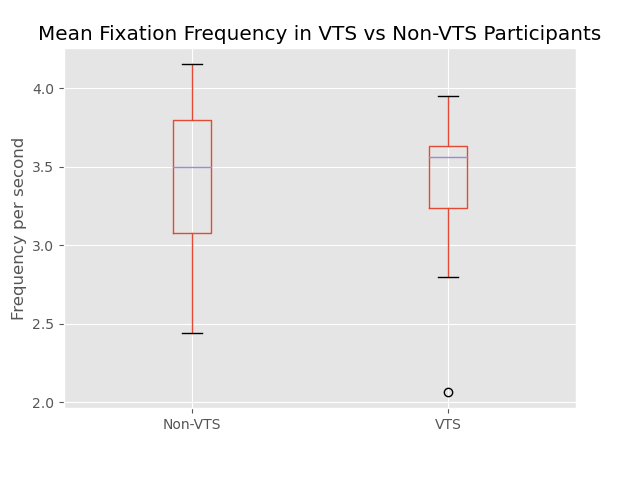 Mean Fixation Frequency in VTS vs Non-VTS Participants
Frequency per second
4.0
3.5
3.0
2.5
2.0
Non-VTS
VTS